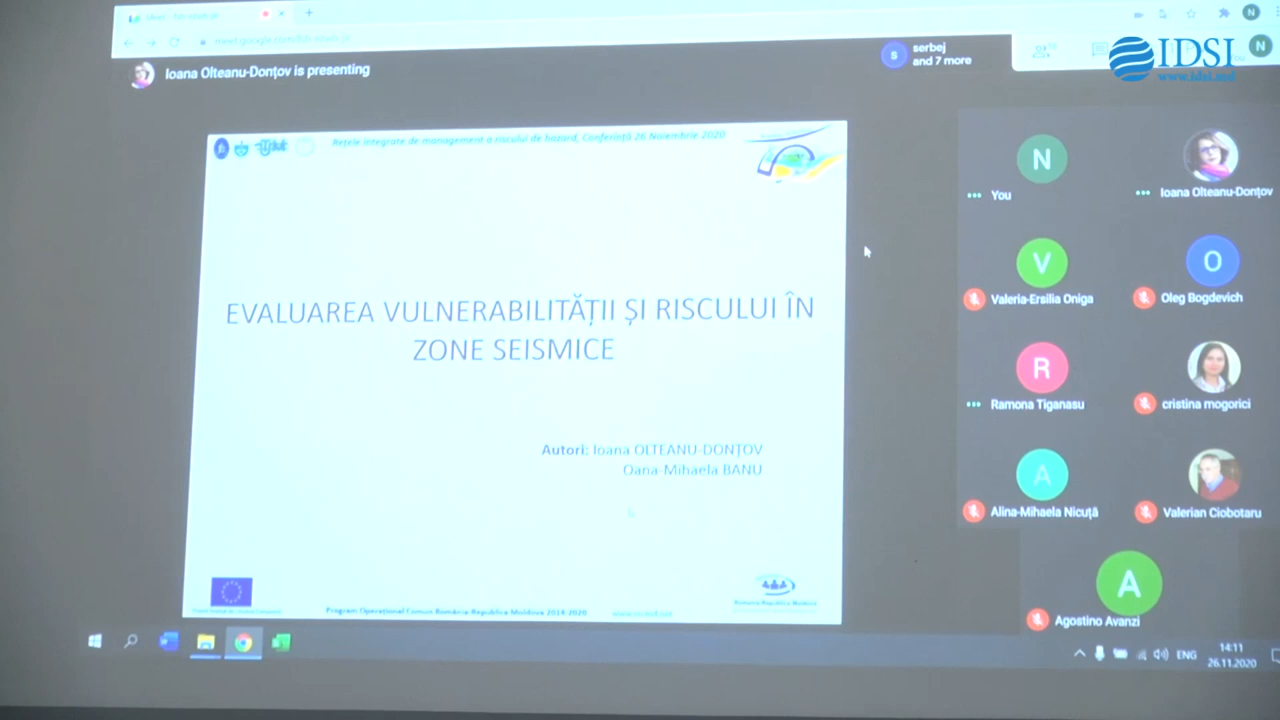 Ioana Olteanu-Donțov is presenting
serbej
and 7 more
IDSI
www.idsi.md
Rețele integrate de management a riscului de hazard, Conferință 26 Noiembrie 2020
EVALUAREA VULNERABILITĂȚII ȘI RISCULUI ÎN
ZONE SEISMICE
Autori: Ioana OLTEANU-DONȚOV
Oana-Mihaela BANU
Program Operațional Comun România-Republica Moldova 2014-2020
N
You
Ioana Olteanu-Donțov
V
Valeria-Ersilia Oniga
O
Oleg Bogdevich
R
Ramona Tiganasu
cristina mogorici
A
Alina-Mihaela Nicuță
Valerian Ciobotaru
A
Agostino Avanzi
ENG
14:11
26.11.2020